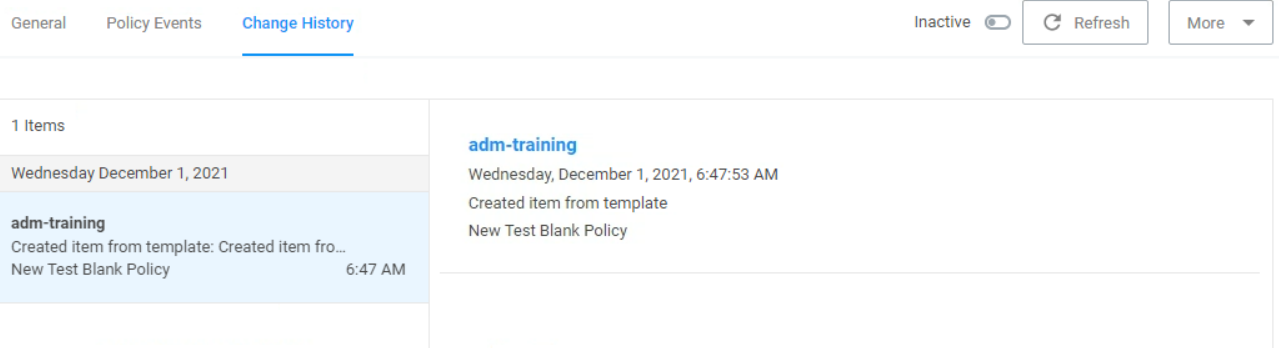 General Policy Events Change History Inactive Refresh More
1 Items
Wednesday December 1, 2021
adm-training
Created item from template: Created item fro...
New Test Blank Policy 6:47 AM
adm-training
Wednesday, December 1, 2021, 6:47:53 AM
Created item from template
New Test Blank Policy